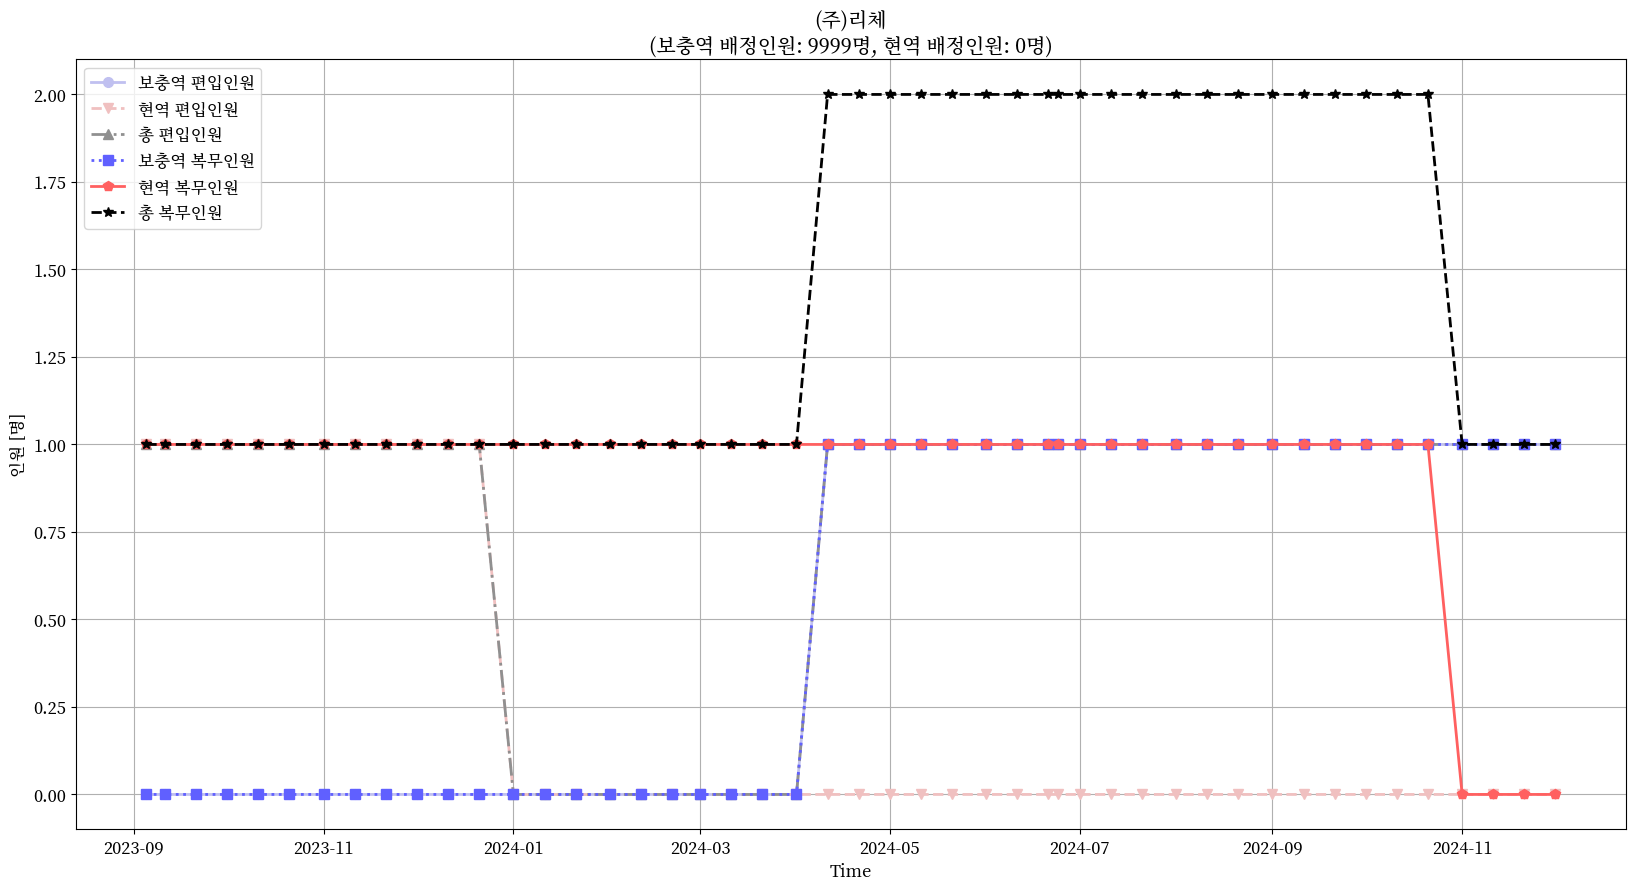 (주)리체
(보충역 배정인원: 9999명, 현역 배정인원: 0명)
보충역 편입인원
현역 편입인원
총 편입인원
보충역 복무인원
현역 복무인원
총 복무인원
인원 [명]
2.00
1.75
1.50
1.25
1.00
0.75
0.50
0.25
0.00
2023-09 2023-11 2024-01 2024-03 2024-05 2024-07 2024-09 2024-11
Time